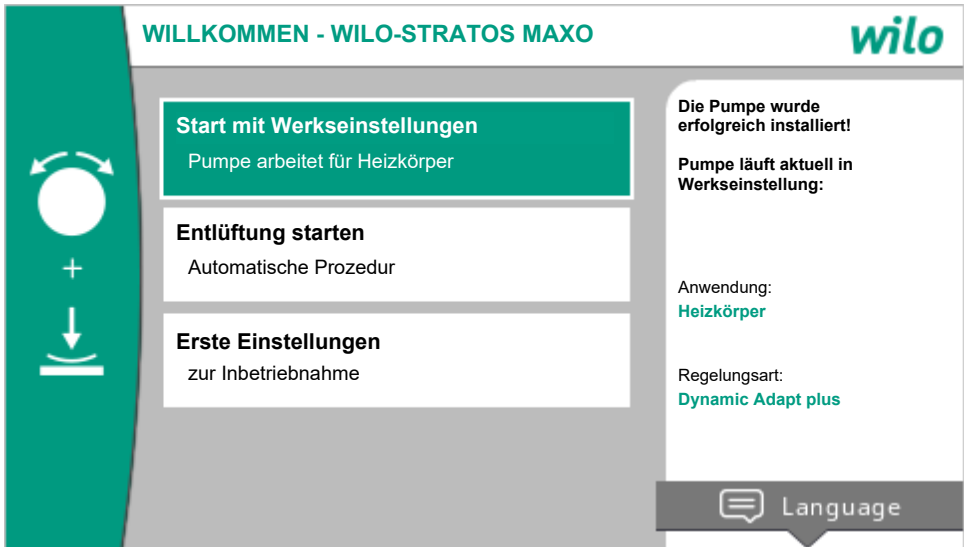 WILLKOMMEN - WILO-STRATOS MAXO
wilo
Start mit Werkseinstellungen
Pumpe arbeitet für Heizkörper
Entlüftung starten
Automatische Prozedur
Erste Einstellungen
zur Inbetriebnahme
+
Die Pumpe wurde
erfolgreich installiert!
Pumpe läuft aktuell in
Werkseinstellung:
Anwendung:
Heizkörper
Regelungsart:
Dynamic Adapt plus
Language